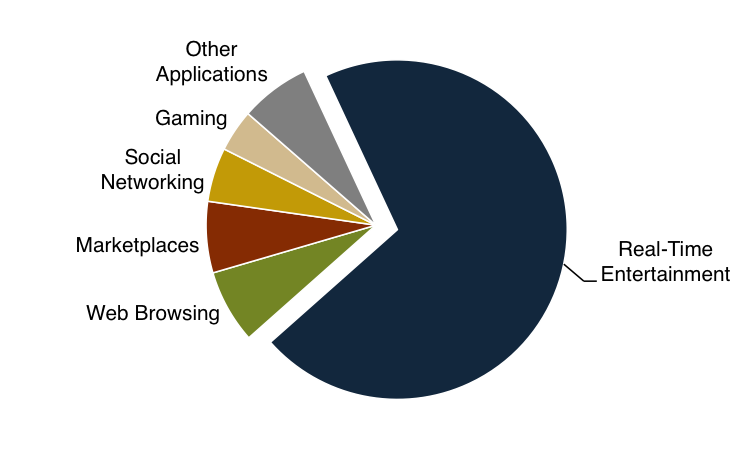 Other
Applications
Gaming
Social
Networking
Marketplaces
Web Browsing
Real-Time
Entertainment